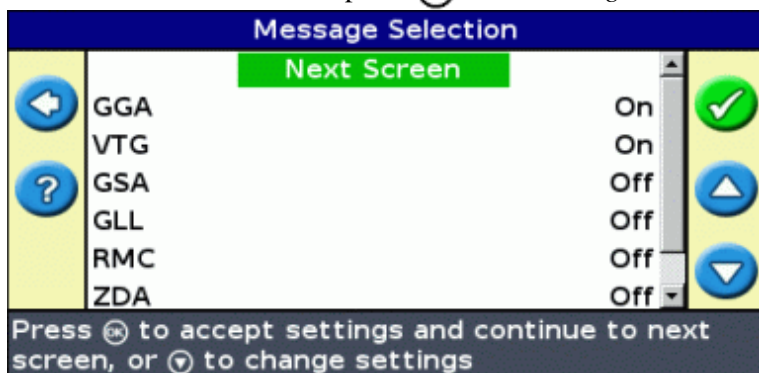 Message Selection
Next Screen
GGA On
VTG On
GSA Off
GLL Off
RMC Off
ZDA Off
?
Press OK to accept settings and continue to next
screen, or to change settings